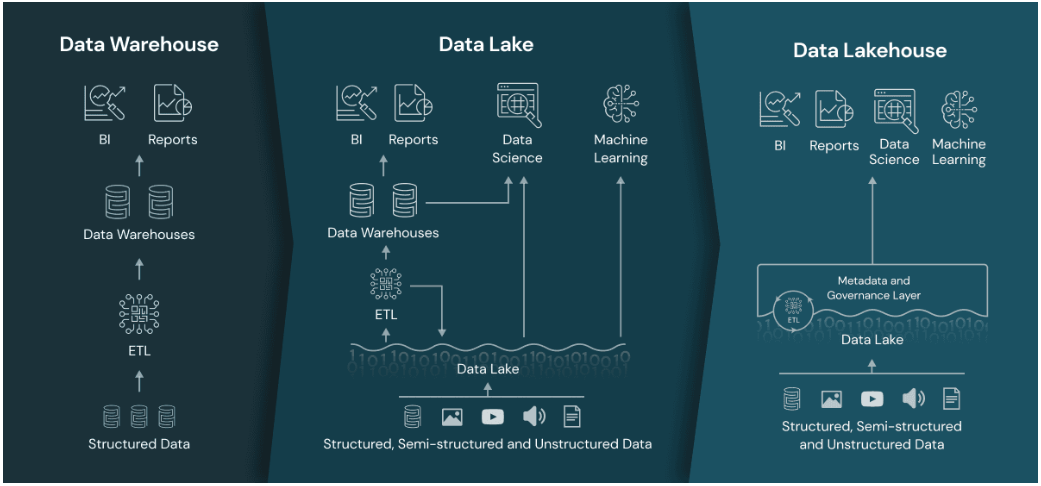 Data Warehouse
BI
Reports
Data Warehouses
ETL
Structured Data
Data Lake
BI
Reports
Data
Science
Machine
Learning
Data Warehouses
ETL
Data Lake
Structured, Semi-structured and Unstructured Data
Data Lakehouse
BI
Reports
Data
Science
Machine
Learning
Metadata and
Governance Layer
ETL
Data Lake
Structured, Semi-structured
and Unstructured Data